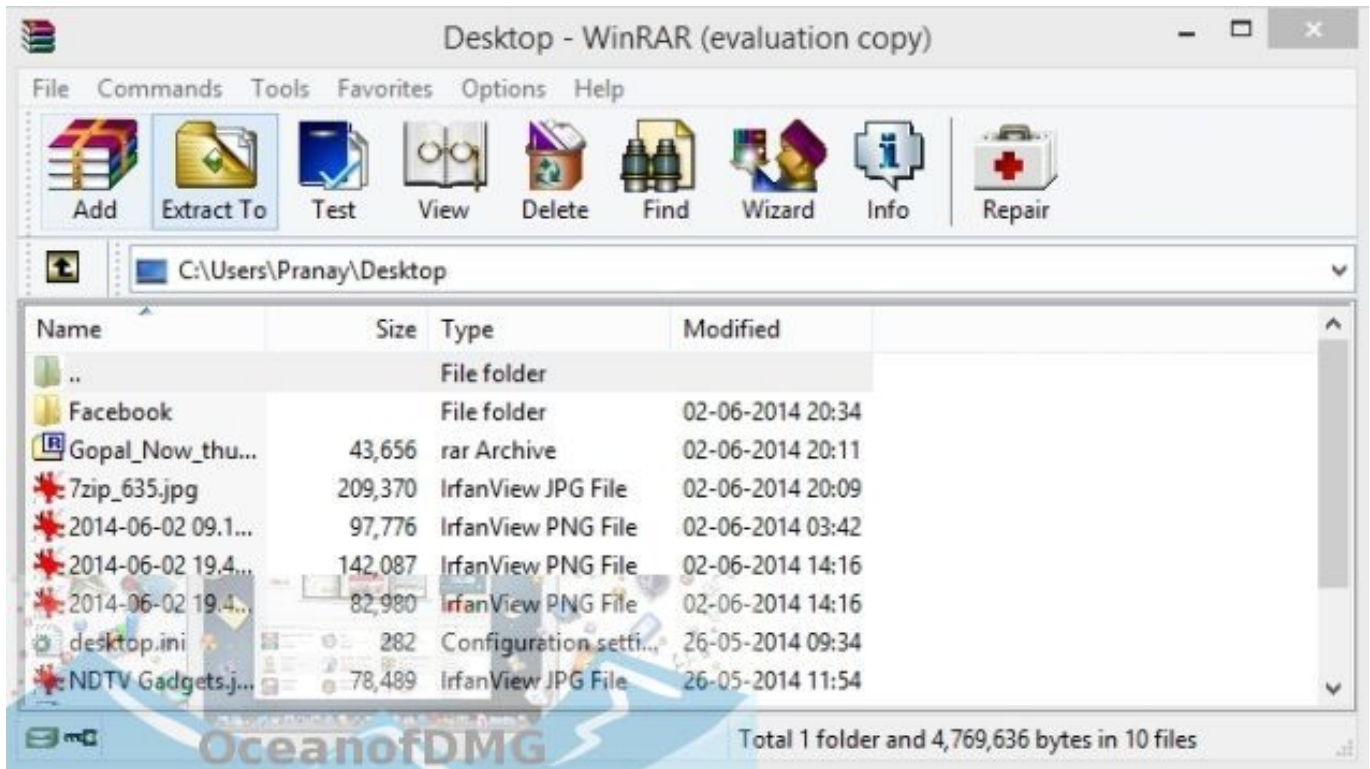 Desktop - WinRAR (evaluation copy)
File Commands Tools Favorites Options Help
Add Extract To Test View Delete Find Wizard Info Repair
C:\Users\Pranay\Desktop
Name Size Type Modified
.. File folder
Facebook File folder 02-06-2014 20:34
Gopal_Now_thu... 43,656 rar Archive 02-06-2014 20:11
7zip_635.jpg 209,370 IrfanView JPG File 02-06-2014 20:09
2014-06-02 09.1... 97,776 IrfanView PNG File 02-06-2014 03:42
2014-06-02 19.4... 142,087 IrfanView PNG File 02-06-2014 14:16
2014-06-02 19.4... 82,980 IrfanView PNG File 02-06-2014 14:16
desktop.ini 282 Configuration setti... 26-05-2014 09:34
NDTV Gadgets.j... 78,489 IrfanView JPG File 26-05-2014 11:54
Total 1 folder and 4,769,636 bytes in 10 files
OceanofDMG